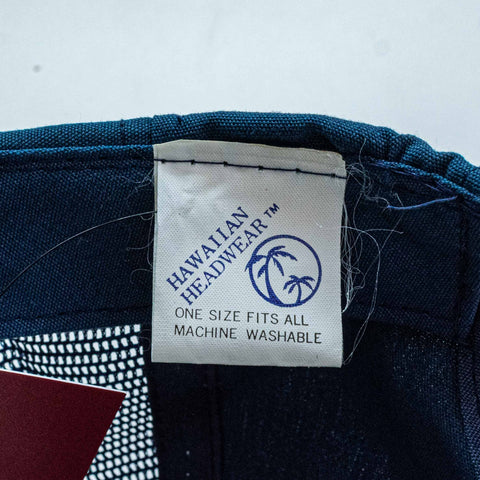 HAWAIIAN
HEADWEAR™
ONE SIZE FITS ALL
MACHINE WASHABLE